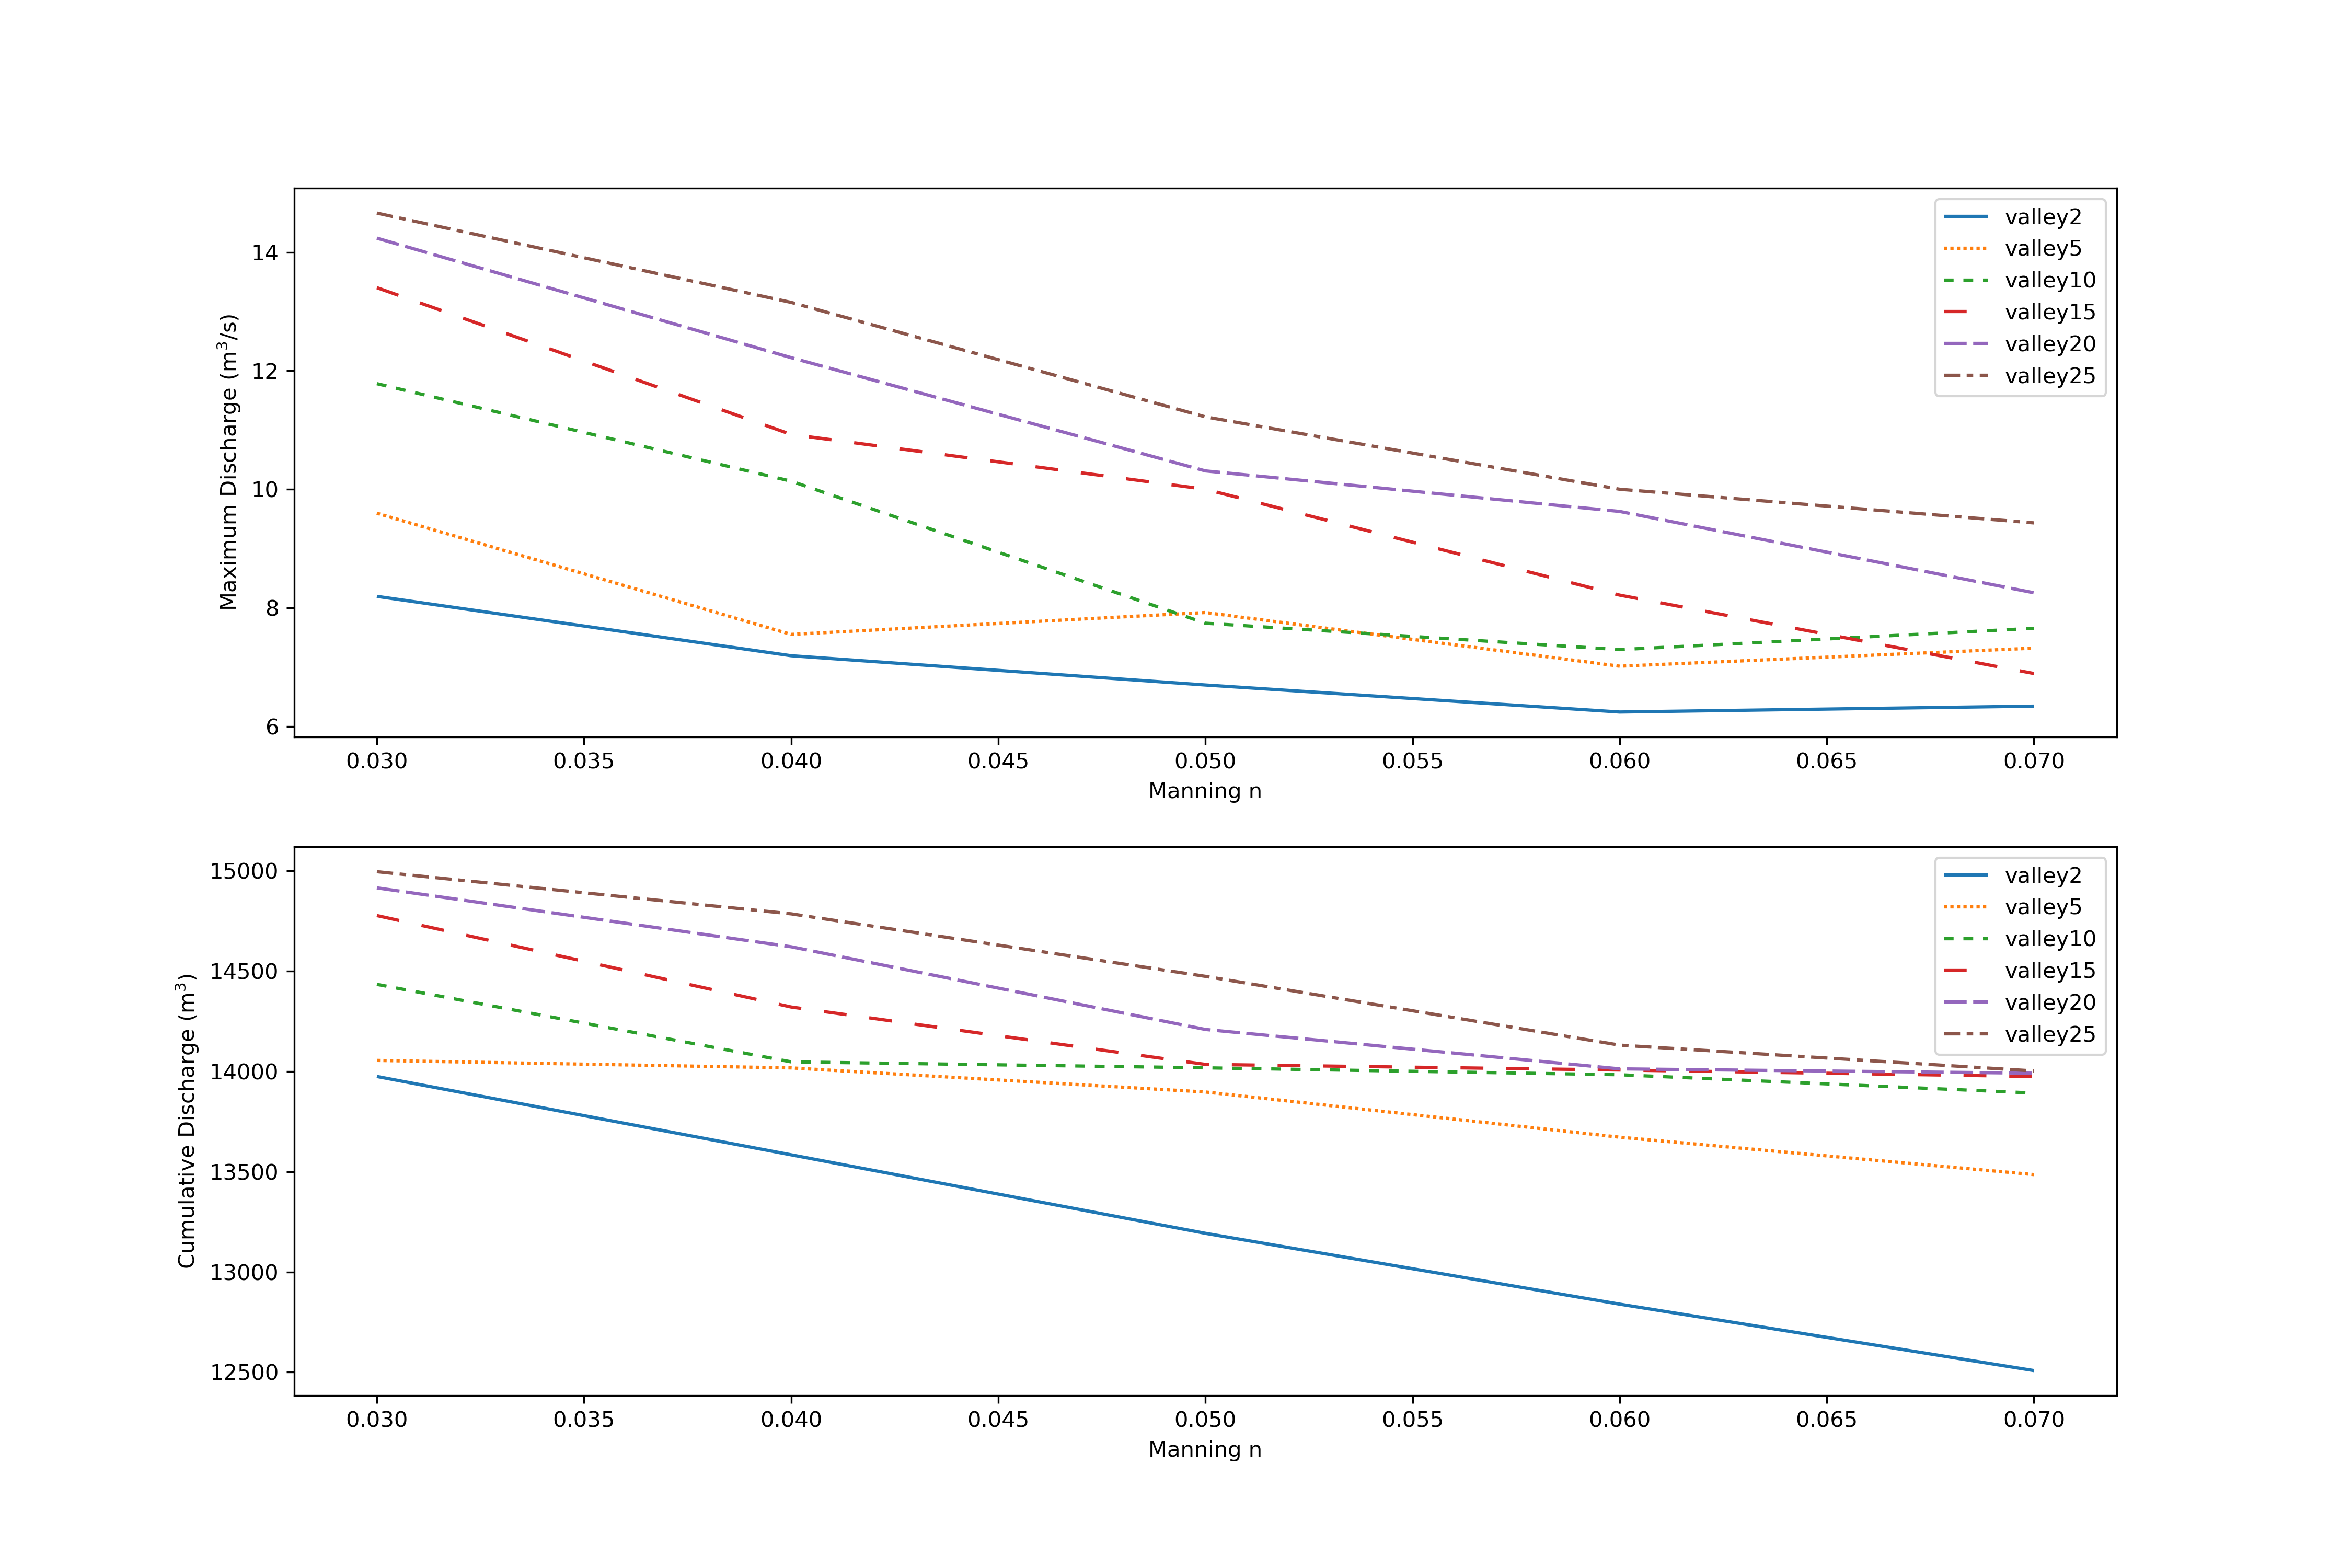 Maximum Discharge (m³/s)
14
12
10
8
6
valley2
valley5
valley10
valley15
valley20
valley25
0.030 0.035 0.040 0.045 0.050 0.055 0.060 0.065 0.070
Manning n
Cumulative Discharge (m³)
15000
14500
14000
13500
13000
12500
valley2
valley5
valley10
valley15
valley20
valley25
0.030 0.035 0.040 0.045 0.050 0.055 0.060 0.065 0.070
Manning n